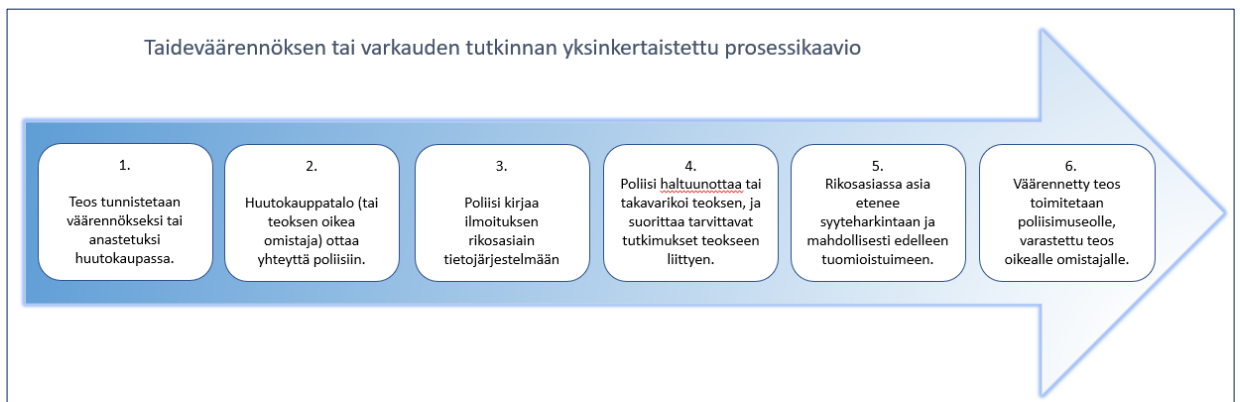 Taideväärennöksen tai varkauden tutkinnan yksinkertaistettu prosessikaavio
1.
Teos tunnistetaan
väärennökseksi tai
anastetuksi
huutokaupassa.
2.
Huutokauppatalo (tai
teoksen oikea
omistaja) ottaa
yhteyttä poliisiin.
3.
Poliisi kirjaa
ilmoituksen
rikosasiain
tietojärjestelmään
4.
Poliisi haltuunottaa tai
takavarikoi teoksen, ja
suorittaa tarvittavat
tutkimukset teokseen
liittyen.
5.
Rikosasiassa asia
etenee
syyteharkintaan ja
mahdollisesti edelleen
tuomioistuimeen.
6.
Väärennetty teos
toimitetaan
poliisimuseolle,
varastettu teos
oikealle omistajalle.